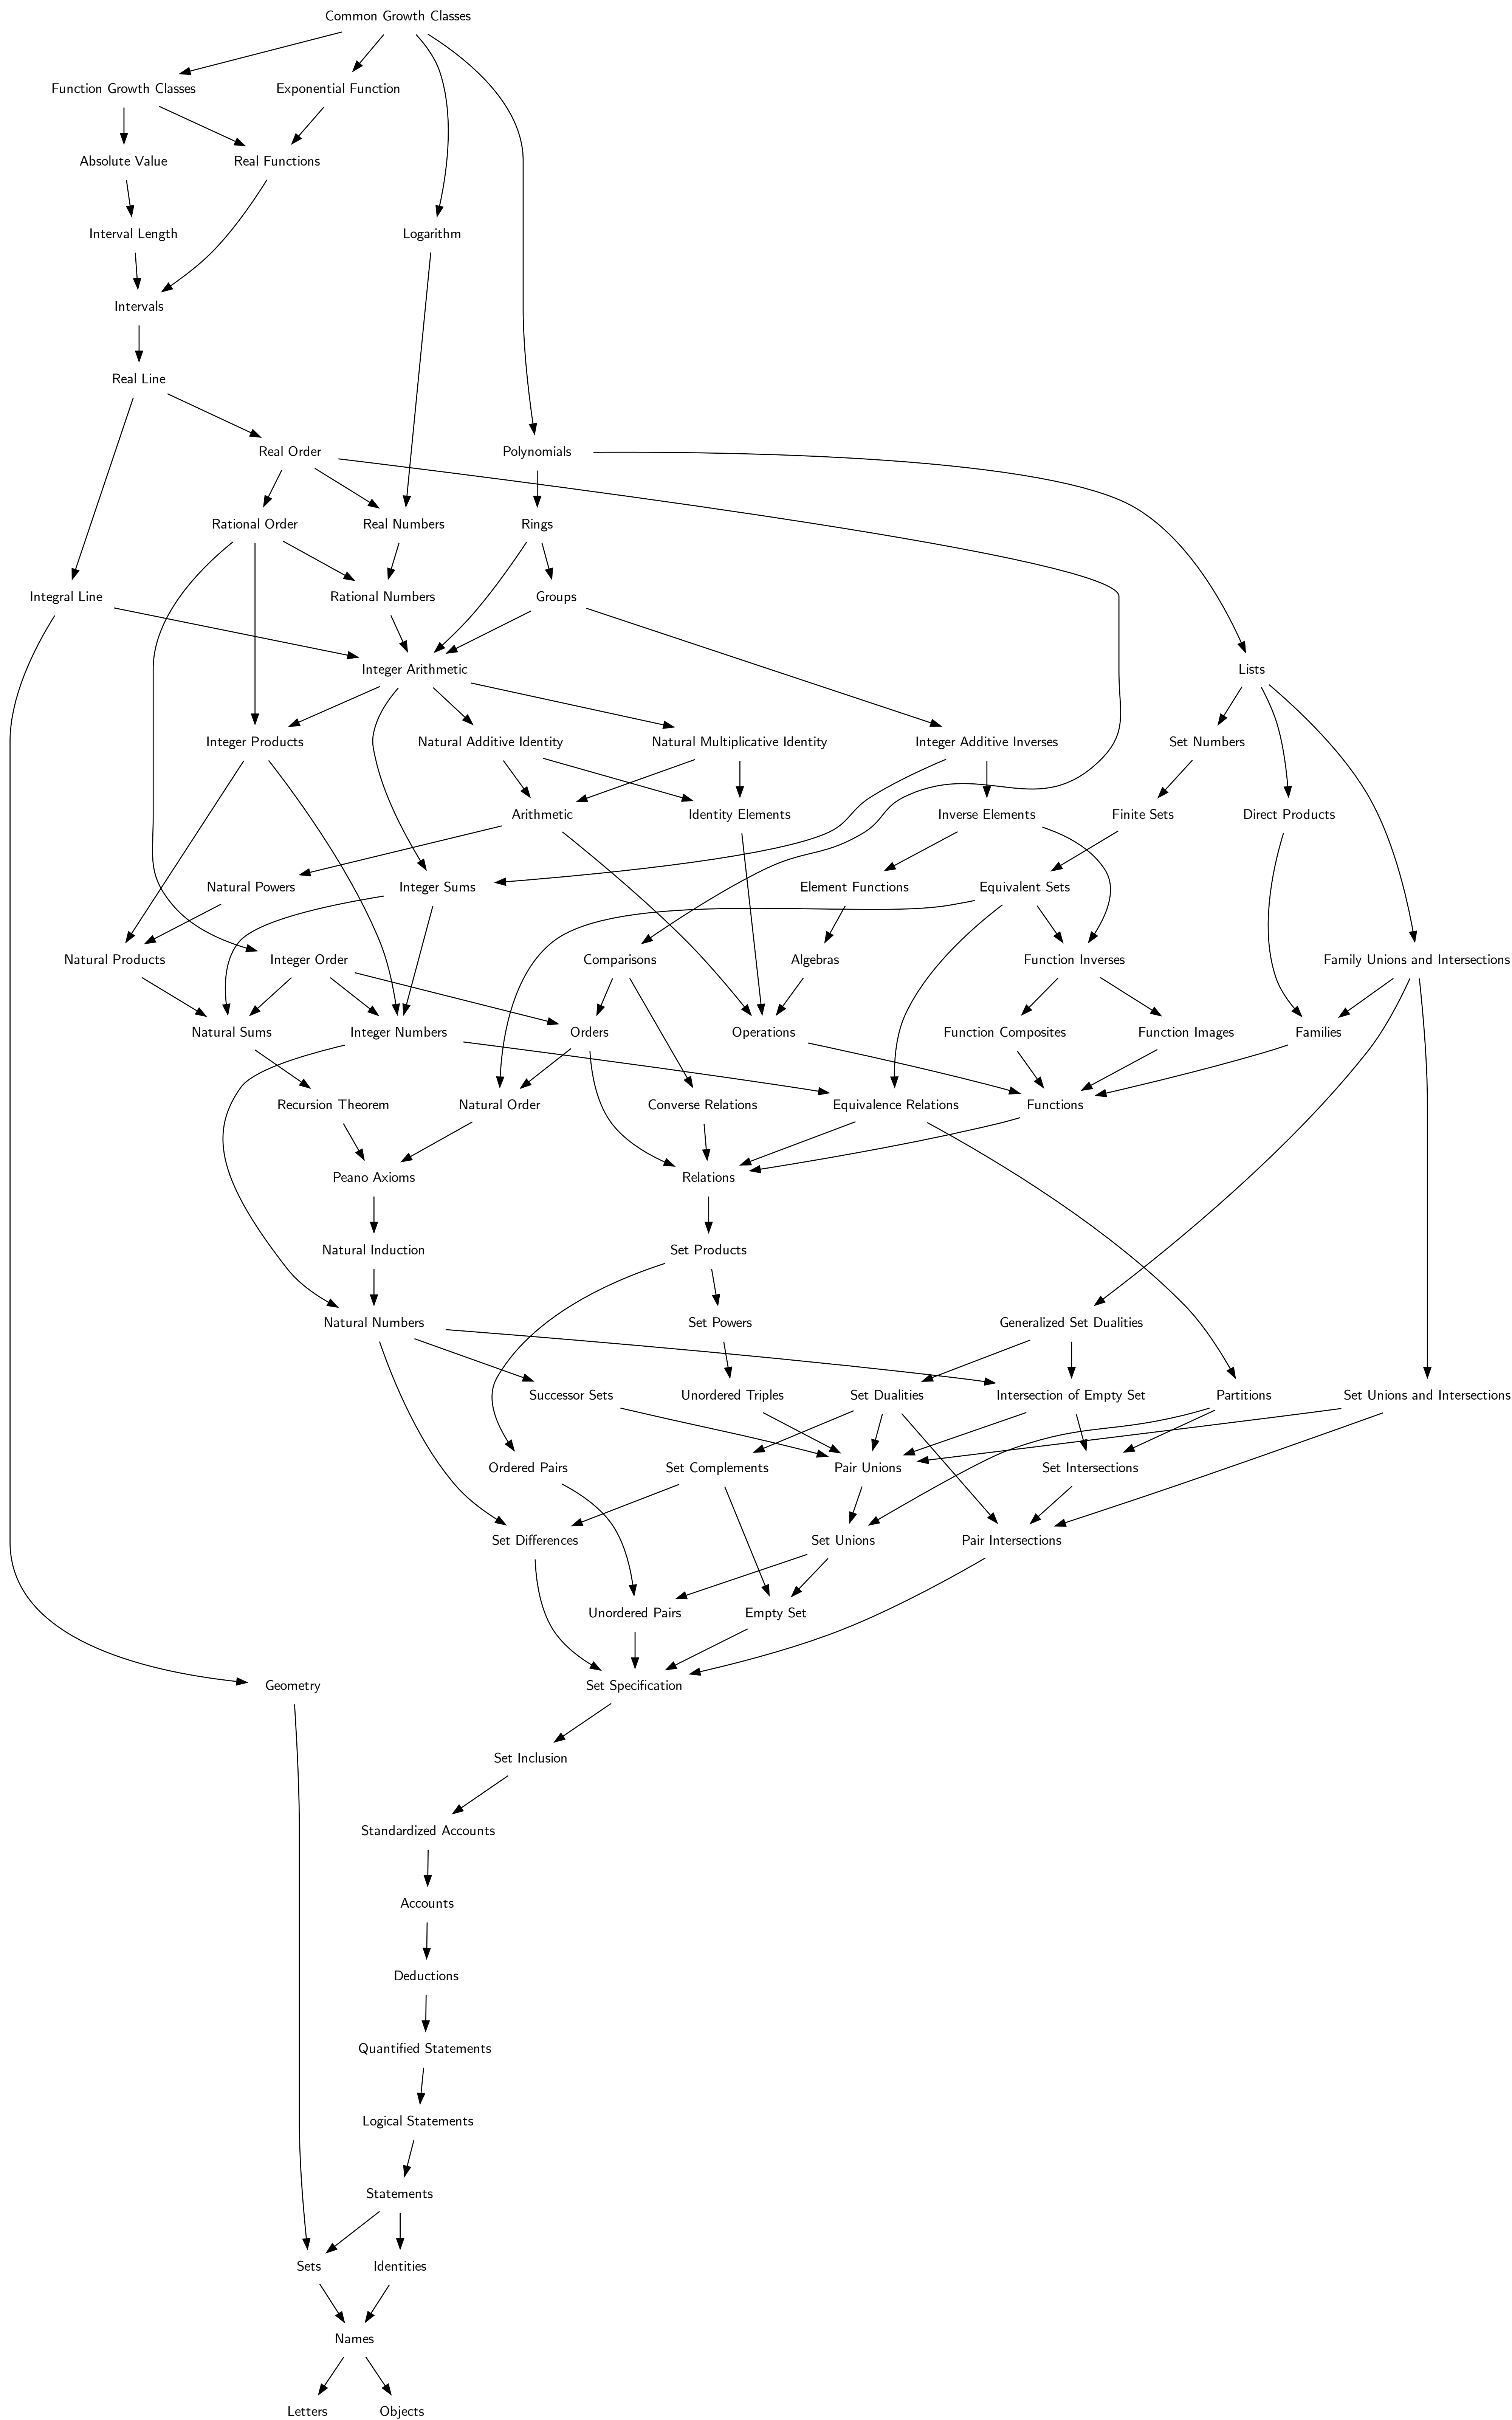 Common Growth Classes
Function Growth Classes
Exponential Function
Absolute Value
Real Functions
Interval Length
Logarithm
Intervals
Real Line
Real Order
Polynomials
Rational Order
Real Numbers
Rings
Integral Line
Rational Numbers
Groups
Integer Arithmetic
Lists
Integer Products
Natural Additive Identity
Natural Multiplicative Identity
Integer Additive Inverses
Set Numbers
Arithmetic
Identity Elements
Inverse Elements
Finite Sets
Direct Products
Natural Powers
Integer Sums
Element Functions
Equivalent Sets
Natural Products
Integer Order
Comparisons
Algebras
Function Inverses
Family Unions and Intersections
Natural Sums
Integer Numbers
Orders
Operations
Function Composites
Function Images
Families
Recursion Theorem
Natural Order
Converse Relations
Equivalence Relations
Functions
Peano Axioms
Relations
Natural Induction
Set Products
Natural Numbers
Set Powers
Generalized Set Dualities
Successor Sets
Unordered Triples
Set Dualities
Intersection of Empty Set
Partitions
Set Unions and Intersections
Ordered Pairs
Set Complements
Pair Unions
Set Intersections
Set Differences
Set Unions
Pair Intersections
Unordered Pairs
Empty Set
Geometry
Set Specification
Set Inclusion
Standardized Accounts
Accounts
Deductions
Quantified Statements
Logical Statements
Statements
Sets
Identities
Names
Letters
Objects